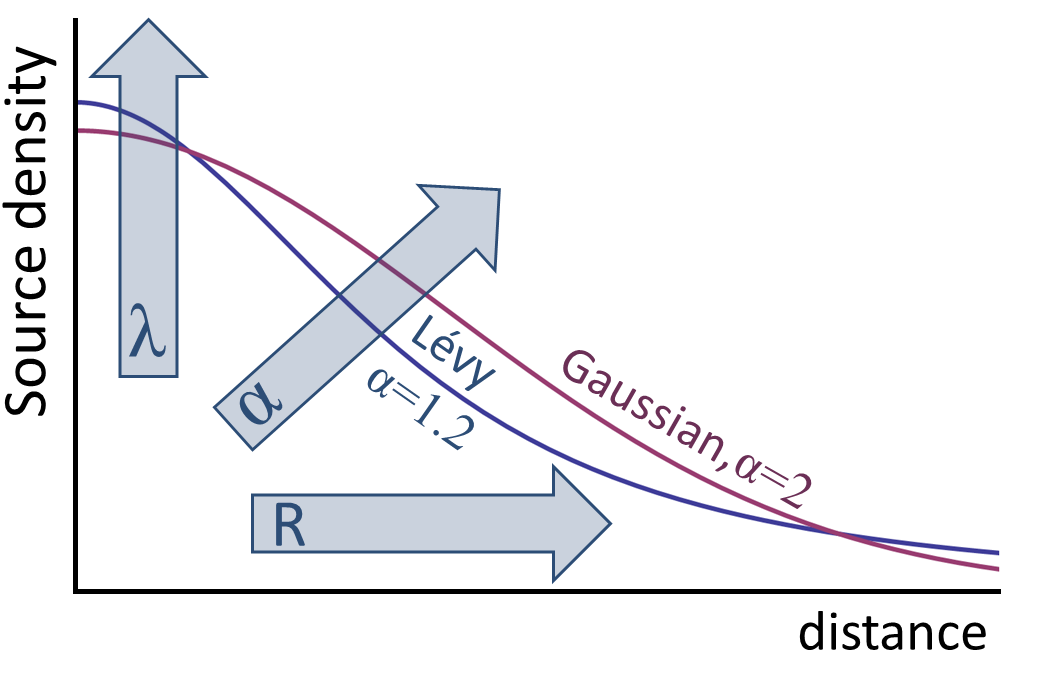 Source density
λ
α
Lévy
α=1.2
Gaussian, α=2
R
distance